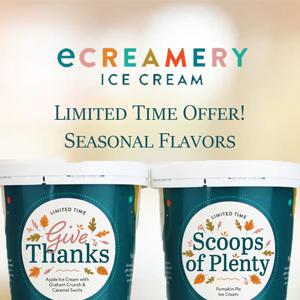 eCREAMERY
ICE CREAM
LIMITED TIME OFFER!
SEASONAL FLAVORS
LIMITED TIME
Give
Thanks
Apple Ice Cream with
Graham Crunch &
Caramel Swirls
LIMITED TIME
Scoops
of Plenty
Pumpkin Pie
Ice Cream